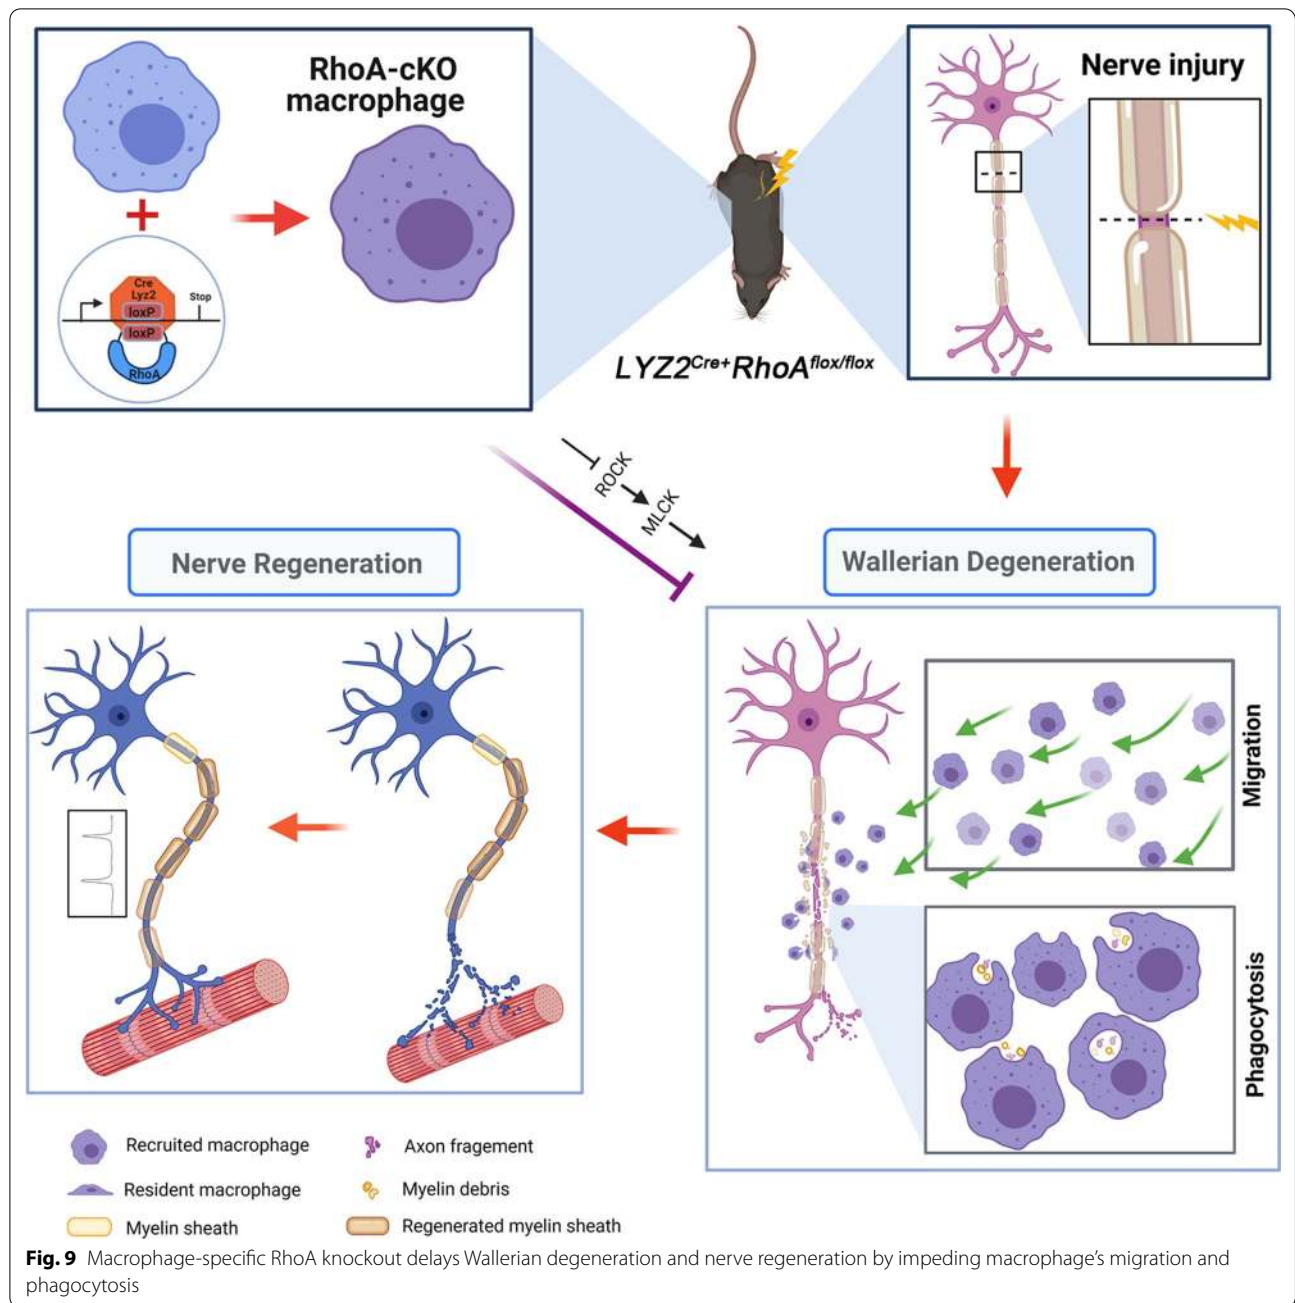 RhoA-cKO
macrophage
Cre
Lyz2
loxP
loxP
Stop
RhoA
LYZ2Cre+RhoAflox/flox
Nerve injury
ROCK
MLCK
Nerve Regeneration
Wallerian Degeneration
Migration
Phagocytosis
Recruited macrophage
Axon fragement
Resident macrophage
Myelin debris
Myelin sheath
Regenerated myelin sheath
Fig. 9 Macrophage-specific RhoA knockout delays Wallerian degeneration and nerve regeneration by impeding macrophage’s migration and
phagocytosis